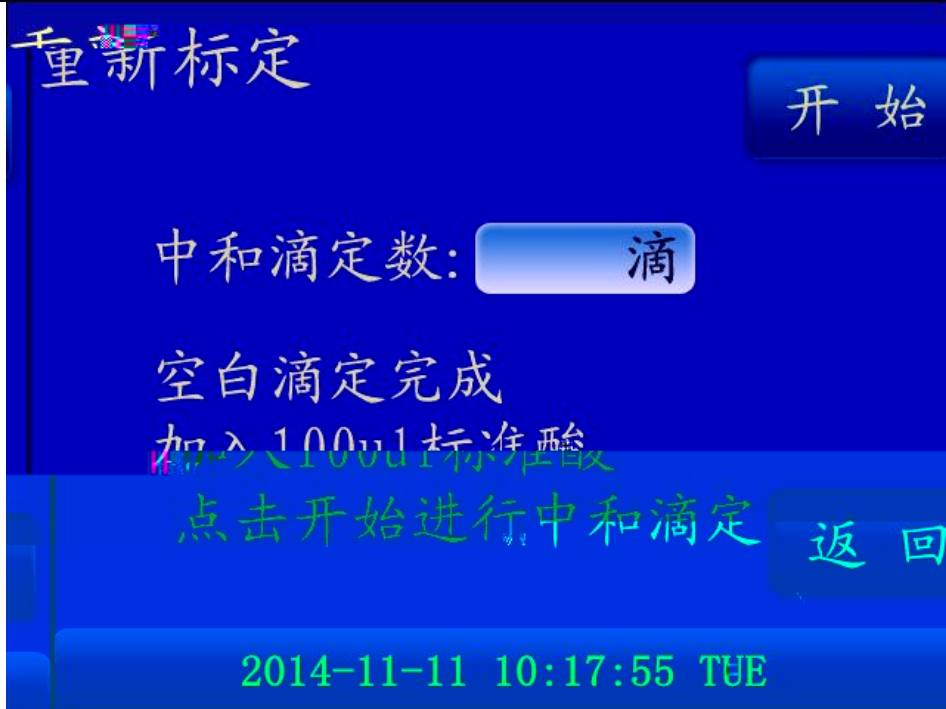 重新标定
开 始
中和滴定数: 滴
空白滴定完成
加入100ul标准酸
点击开始进行中和滴定
返 回
2014-11-11 10:17:55 TUE